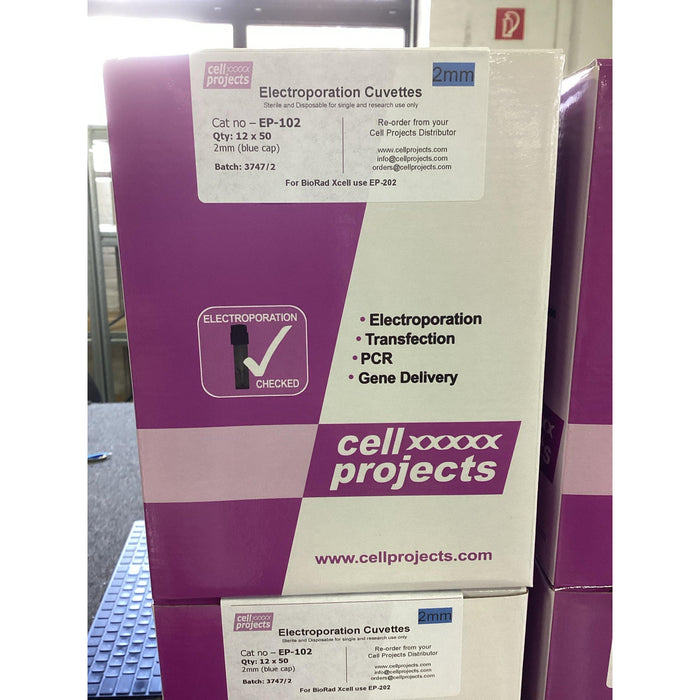 cell xxxxx
projects
2mm
Electroporation Cuvettes
Sterile and Disposable for single and research use only
Cat no – EP-102
Qty: 12 x 50
2mm (blue cap)
Batch: 3747/2
Re-order from your
Cell Projects Distributor
www.cellprojects.com
info@cellprojects.com
orders@cellprojects.com
For BioRad Xcell use EP-202
ELECTROPORATION
CHECKED
• Electroporation
• Transfection
• PCR
• Gene Delivery
cell xxxxx
projects
www.cellprojects.com
cell xxxxx
projects
2mm
Electroporation Cuvettes
Sterile and Disposable for single and research use only
Cat no – EP-102
Qty: 12 x 50
2mm (blue cap)
Batch: 3747/2
Re-order from your
Cell Projects Distributor
www.cellprojects.com
info@cellprojects.com
orders@cellprojects.com
For BioRad Xcell use EP-202